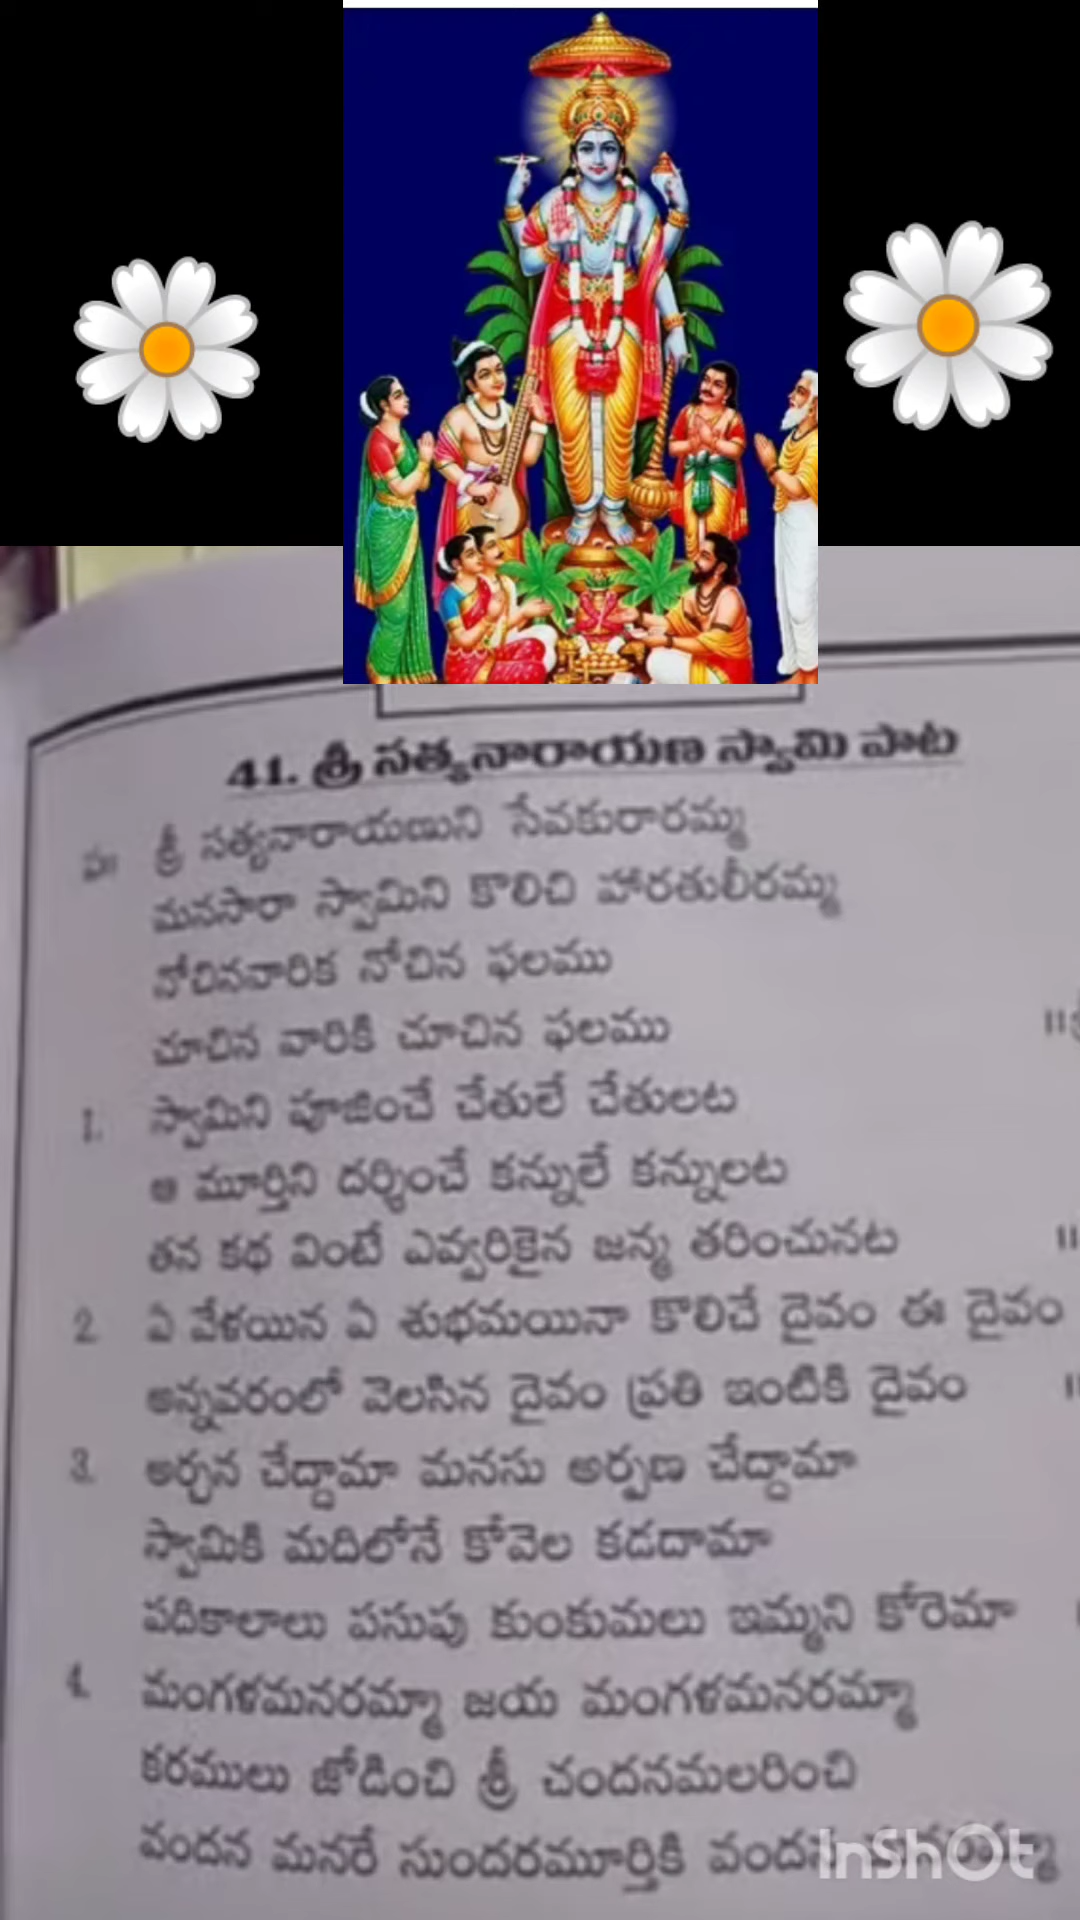 41. శ్రీ సత్యనారాయణ స్వామి పాట
ప॥ శ్రీ సత్యనారాయణుని సేవకురారమ్మ
మనసారా స్వామిని కొలిచి హారతులీరమ్మ
నోచినవారిక నోచిన ఫలము
చూచిన వారికి చూచిన ఫలము ॥
1. స్వామిని పూజించే చేతులే చేతులట
ఆ మూర్తిని దర్శించే కన్నులే కన్నులట
తన కథ వింటే ఎవ్వరికైన జన్మ తరించునట ॥
2. ఏ వేళయిన ఏ శుభమయినా కొలిచే దైవం ఈ దైవం
అన్నవరంలో వెలసిన దైవం ప్రతి ఇంటికి దైవం
3. అర్చన చేద్దామా మనసు అర్పణ చేద్దామా
స్వామికి మదిలోనే కోవెల కడదామా
పదికాలాలు పసుపు కుంకుమలు ఇమ్మని కోరెమా
4. మంగళమనరమ్మా జయ మంగళమనరమ్మా
కరములు జోడించి శ్రీ చందనమలరించి
వందన మనరే సుందరమూర్తికి
InShOt